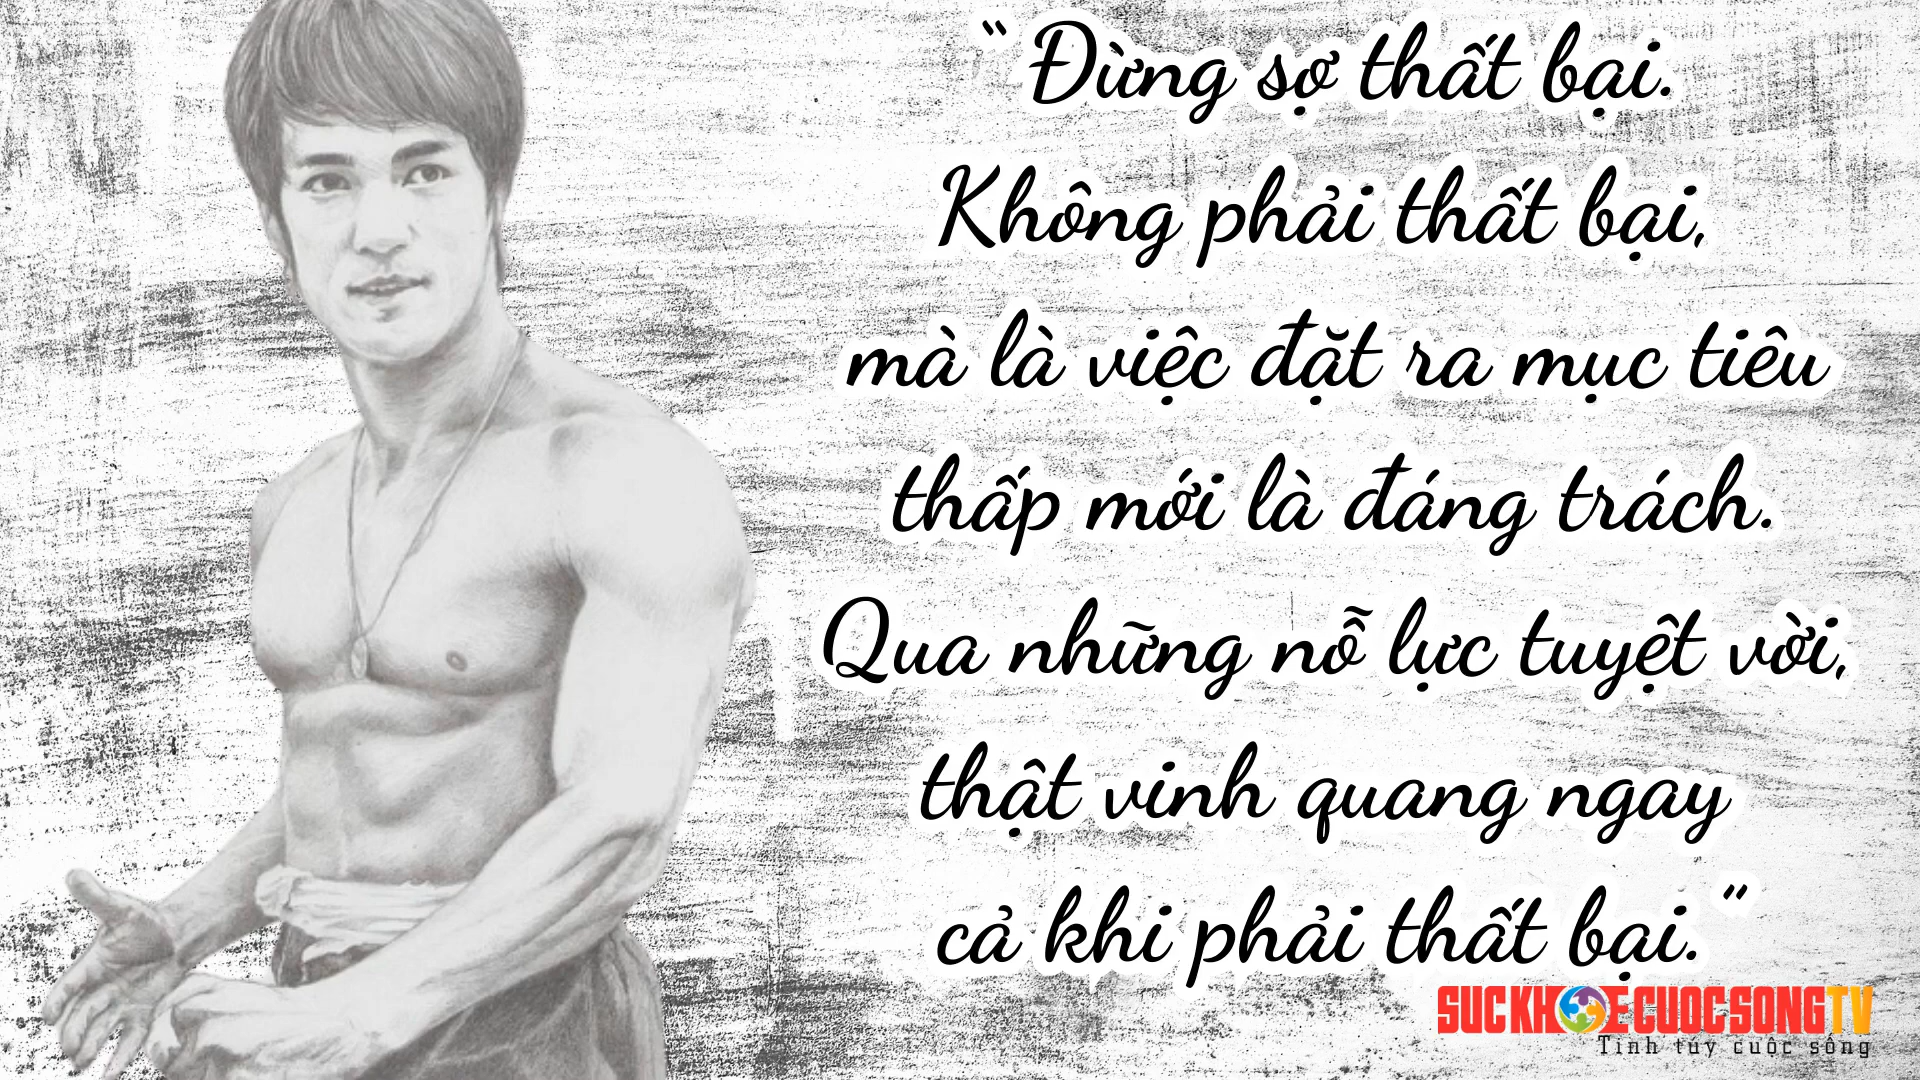 “ Đừng sợ thất bại.
Không phải thất bại,
mà là việc đặt ra mục tiêu
thấp mới là đáng trách.
Qua những nỗ lực tuyệt vời,
thật vinh quang ngay
cả khi phải thất bại.”
SUCKHOECUOCSONGTV
Tinh túy cuộc sống